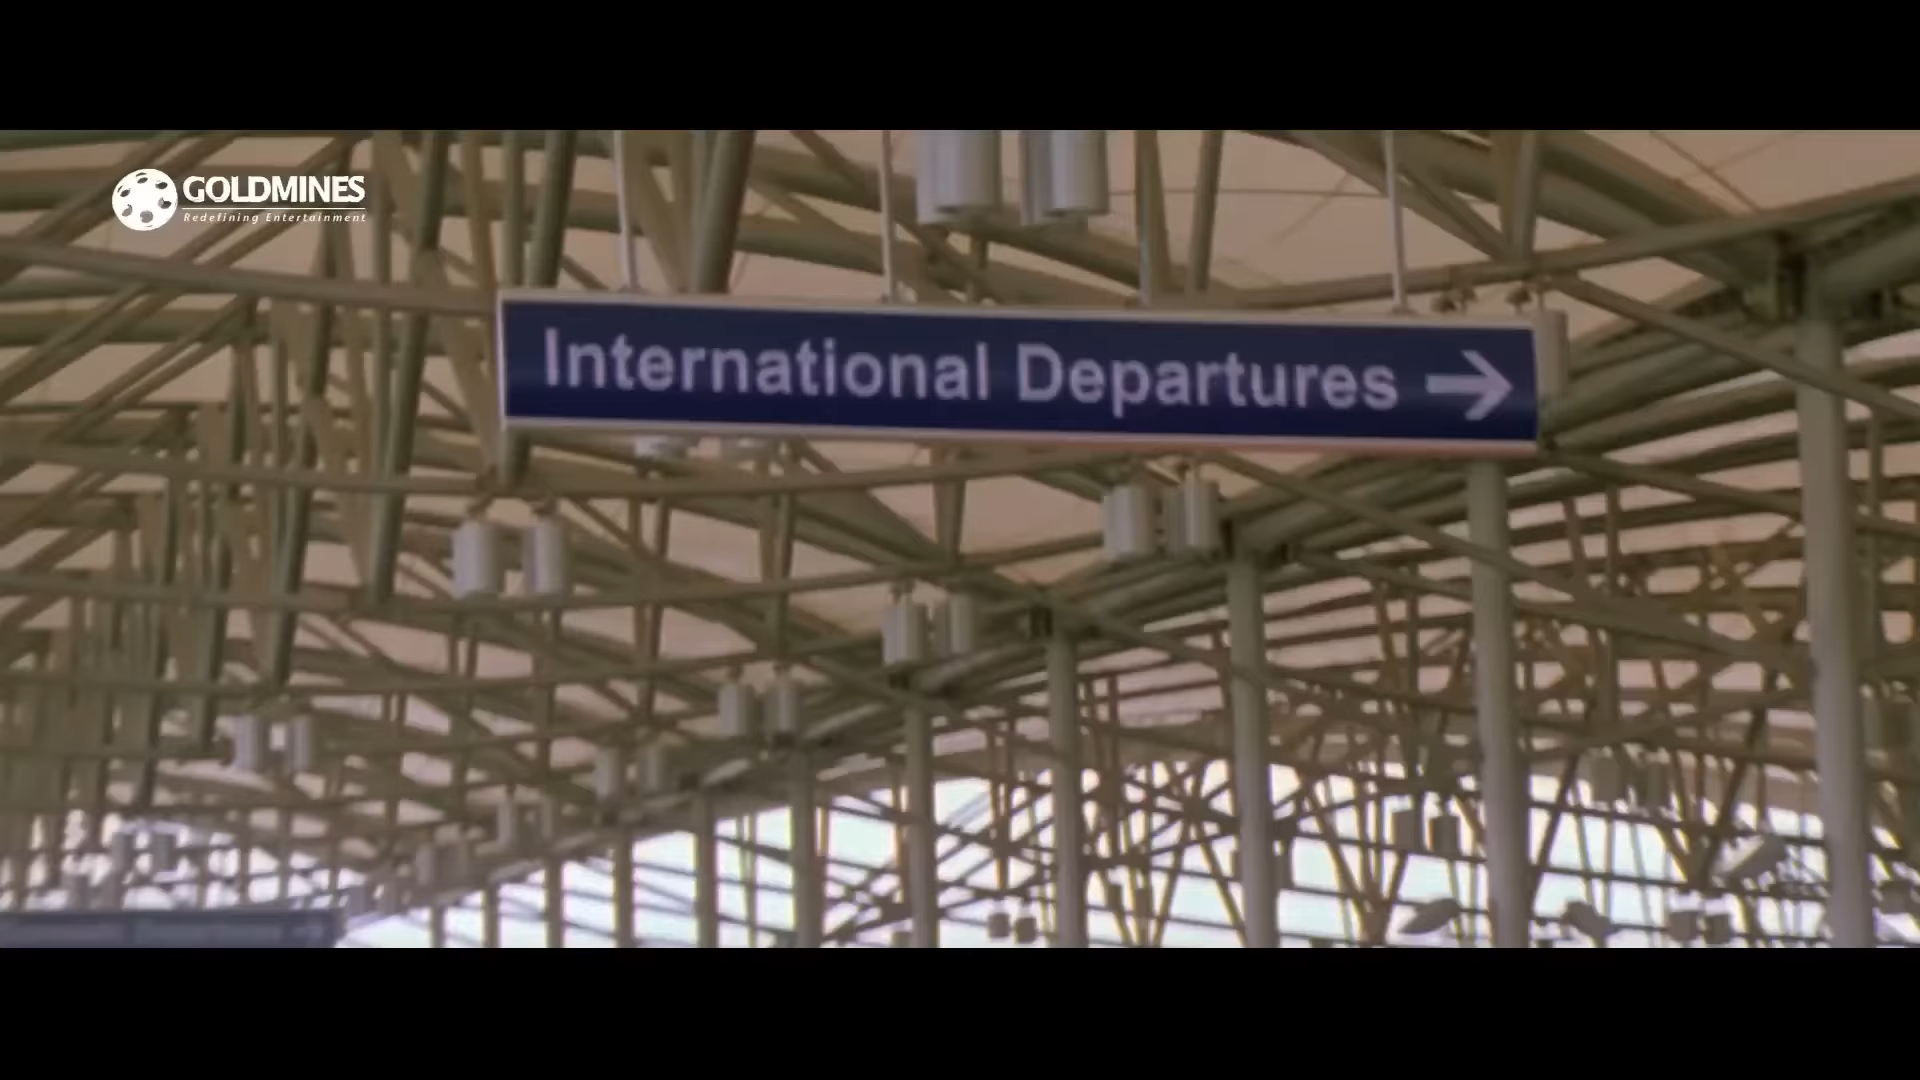 GOLDMINES
Redefining Entertainment
International Departures →